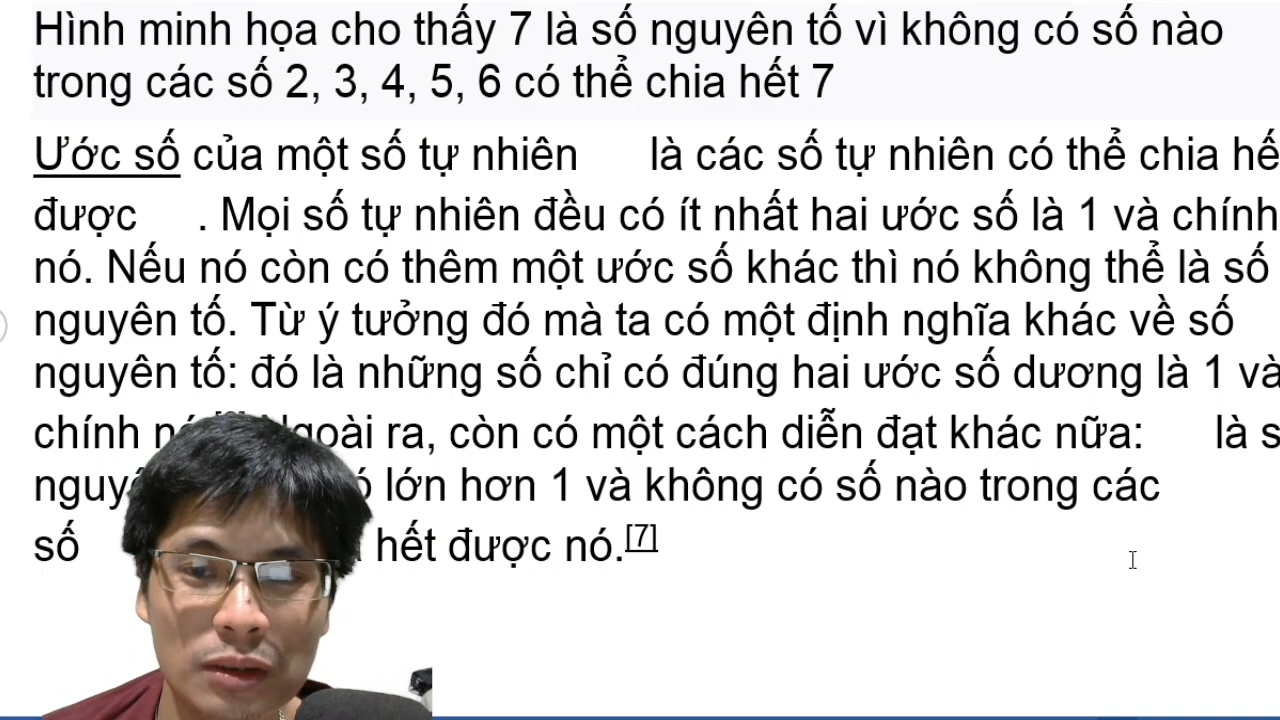 Hình minh họa cho thấy 7 là số nguyên tố vì không có số nào
trong các số 2, 3, 4, 5, 6 có thể chia hết 7
Ước số của một số tự nhiên là các số tự nhiên có thể chia hế
được . Mọi số tự nhiên đều có ít nhất hai ước số là 1 và chính
nó. Nếu nó còn có thêm một ước số khác thì nó không thể là số
nguyên tố. Từ ý tưởng đó mà ta có một định nghĩa khác về số
nguyên tố: đó là những số chỉ có đúng hai ước số dương là 1 và
chính ra, còn có một cách diễn đạt khác nữa: là s
lớn hơn 1 và không có số nào trong các
số hết được nó.[7]